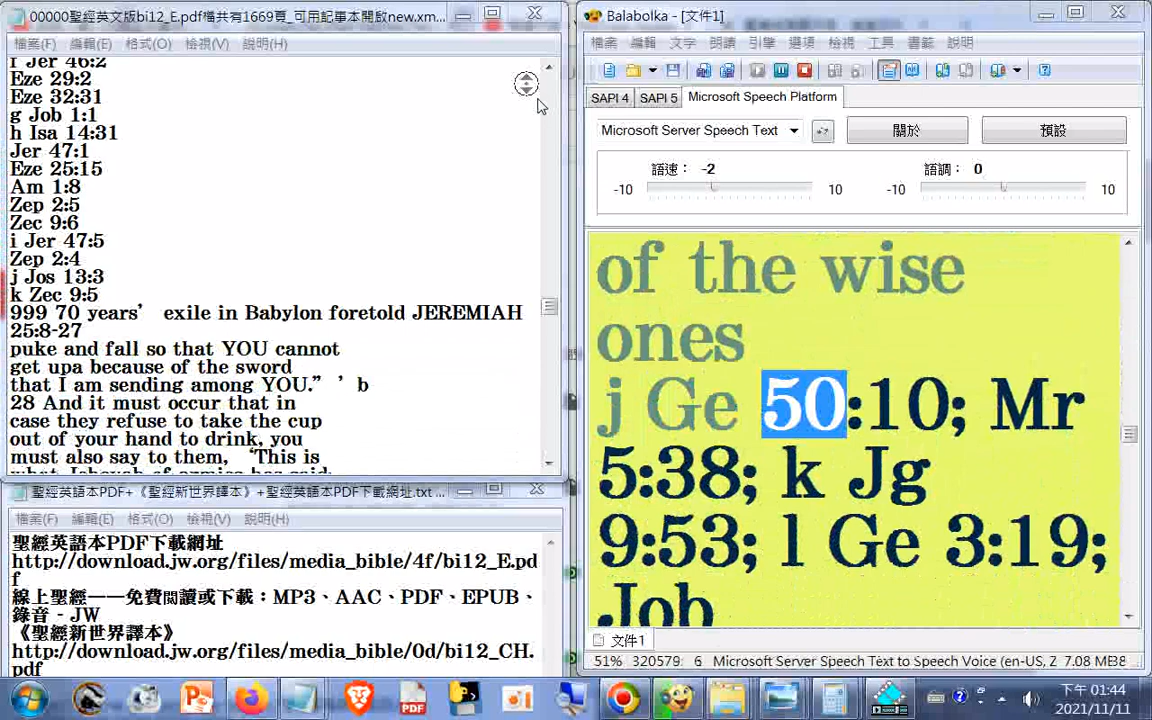 00000聖經英文版bi12_E.pdf檔共有1669頁_可用記事本開啟new.xm...
檔案(F) 編輯(E) 格式(O) 檢視(V) 說明(H)
f Jer 46:2
Eze 29:2
Eze 32:31
g Job 1:1
h Isa 14:31
Jer 47:1
Eze 25:15
Am 1:8
Zep 2:5
Zec 9:6
i Jer 47:5
Zep 2:4
j Jos 13:3
k Zec 9:5
999 70 years’ exile in Babylon foretold JEREMIAH
25:8-27
puke and fall so that YOU cannot
get upa because of the sword
that I am sending among YOU.” ’ b
28 And it must occur that in
case they refuse to take the cup
out of your hand to drink, you
must also say to them, ‘This is
what Jehovah of armies has said
聖經英語本PDF+《聖經新世界譯本》+聖經英語本PDF下載網址.txt ...
檔案(F) 編輯(E) 格式(O) 檢視(V) 說明(H)
聖經英語本PDF下載網址
http://download.jw.org/files/media_bible/4f/bi12_E.pd
f
線上聖經——免費閱讀或下載：MP3、AAC、PDF、EPUB、
錄音 - JW
《聖經新世界譯本》
http://download.jw.org/files/media_bible/0d/bi12_CH.
pdf
Balabolka - [文件1]
檔案 編輯 文字 朗讀 引擎 選項 檢視 工具 書籤 說明
SAPI 4 SAPI 5 Microsoft Speech Platform
Microsoft Server Speech Text 關於 預設
語速： -2 語調： 0
-10 10 -10 10
of the wise
ones
j Ge 50:10; Mr
5:38; k Jg
9:53; l Ge 3:19;
Job
文件1
51% 320579: 6 Microsoft Server Speech Text to Speech Voice (en-US, Z 7.08 MB
下午 01:44
2021/11/11